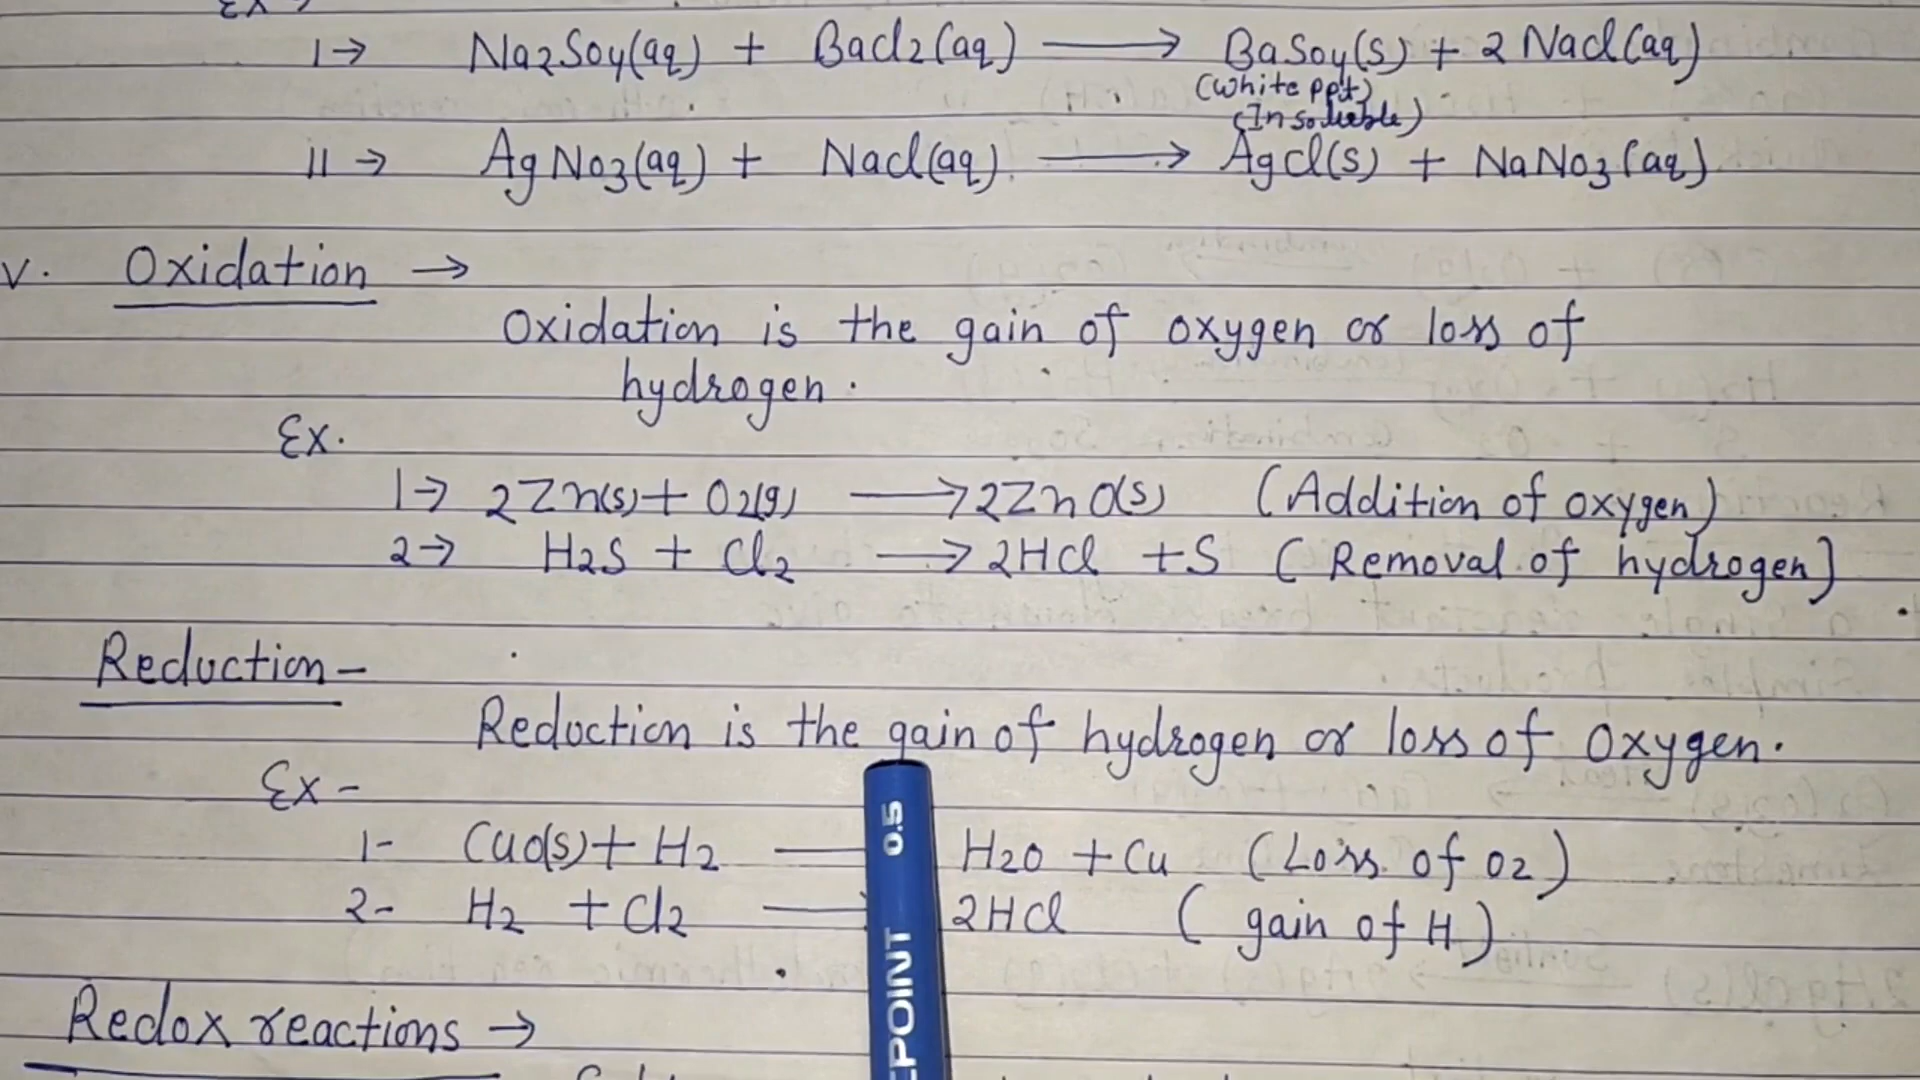 Ex
I → Na2So4(aq) + Bacl2(aq) ⟶ BaSo4(s) + 2 Nacl(aq)
(White ppt)
(Insoluble)
II → AgNo3(aq) + Nacl(aq) ⟶ Agcl(s) + NaNo3(aq)
V. Oxidation →
Oxidation is the gain of oxygen or loss of
hydrogen.
Ex.
1→ 2Zn(s) + O2(g) ⟶ 2ZnO(s) (Addition of oxygen)
2→ H2S + Cl2 ⟶ 2HCl + S (Removal of hydrogen)
Reduction -
Reduction is the gain of hydrogen or loss of Oxygen.
Ex -
1- CuO(s) + H2 — H2O + Cu (Loss of O2)
2- H2 + Cl2 — 2HCl (gain of H)
Redox reactions →
0.5
EPOINT